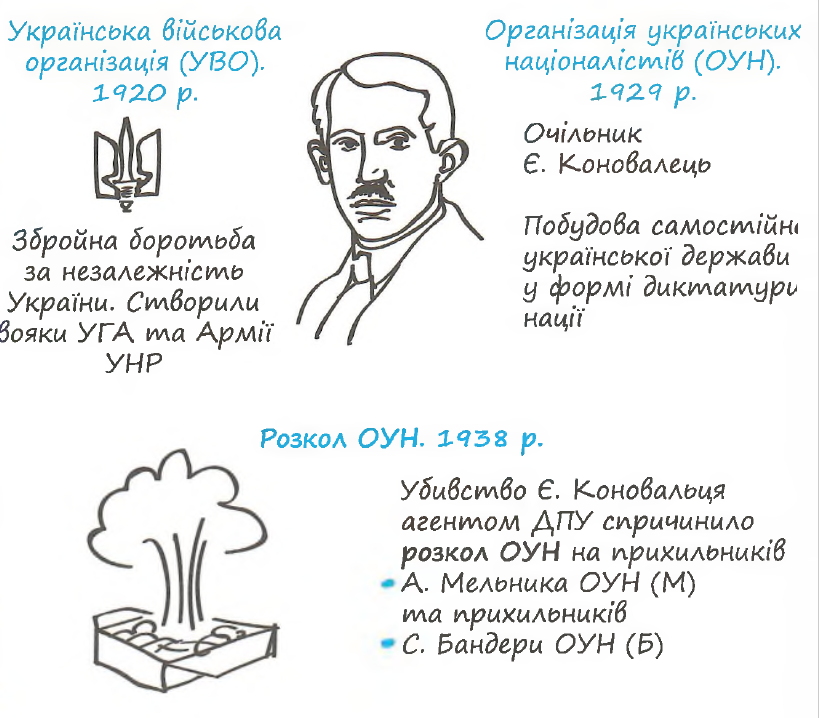 Українська військова
організація (УВО).
1920 р.
Збройна боротьба
за незалежність
України. Створили
вояки УГА та Армії
УНР
Організація українських
націоналістів (ОУН).
1929 р.
Очільник
Є. Коновалець
Побудова самостійн
української держави
у формі диктатури
нації
Розкол ОУН. 1938 р.
Убивство Є. Коновальця
агентом ДПУ спричинило
розкол ОУН на прихильників
А. Мельника ОУН (М)
та прихильників
С. Бандери ОУН (Б)